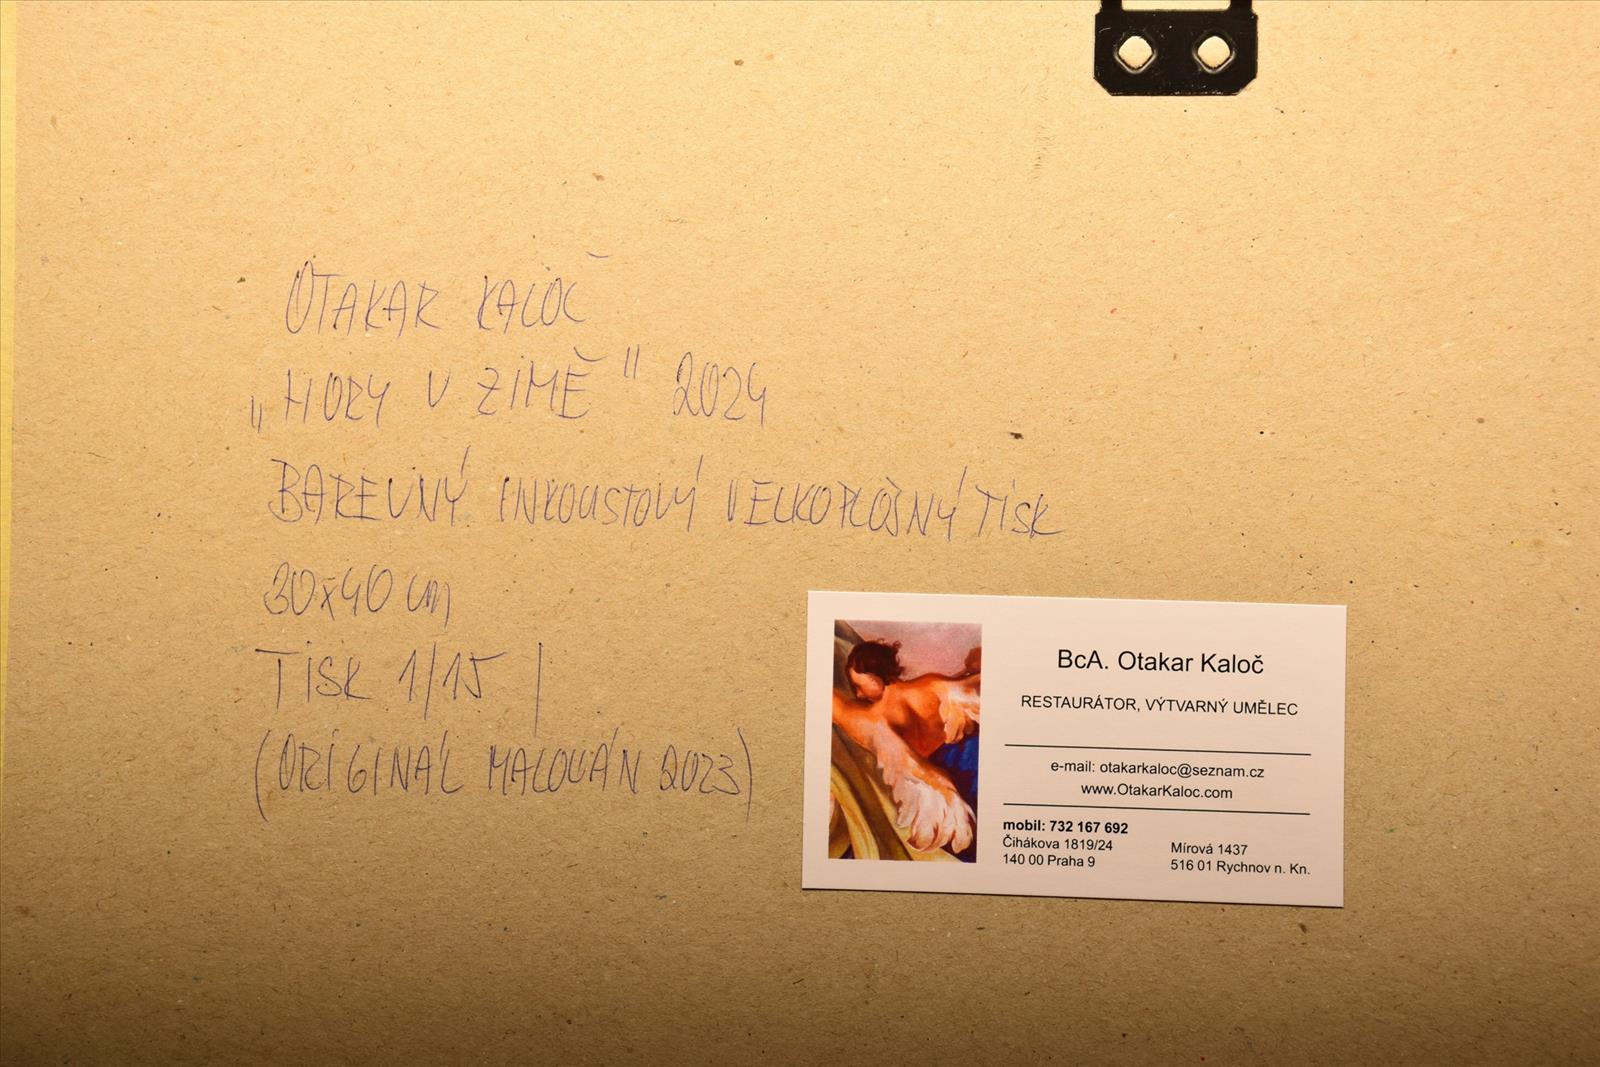 OTAKAR KALOČ
„HORY V ZIMĚ" 2024
BAREVNÝ INKOUSTOVÝ VELKOPLOŠNÝ TISK
30x40 cm
TISK 1/15 |
(ORIGINÁL MALOVÁN 2023)
BcA. Otakar Kaloč
RESTAURÁTOR, VÝTVARNÝ UMĚLEC
e-mail: otakarkaloc@seznam.cz
www.OtakarKaloc.com
mobil: 732 167 692
Čihákova 1819/24
140 00 Praha 9
Mírová 1437
516 01 Rychnov n. Kn.